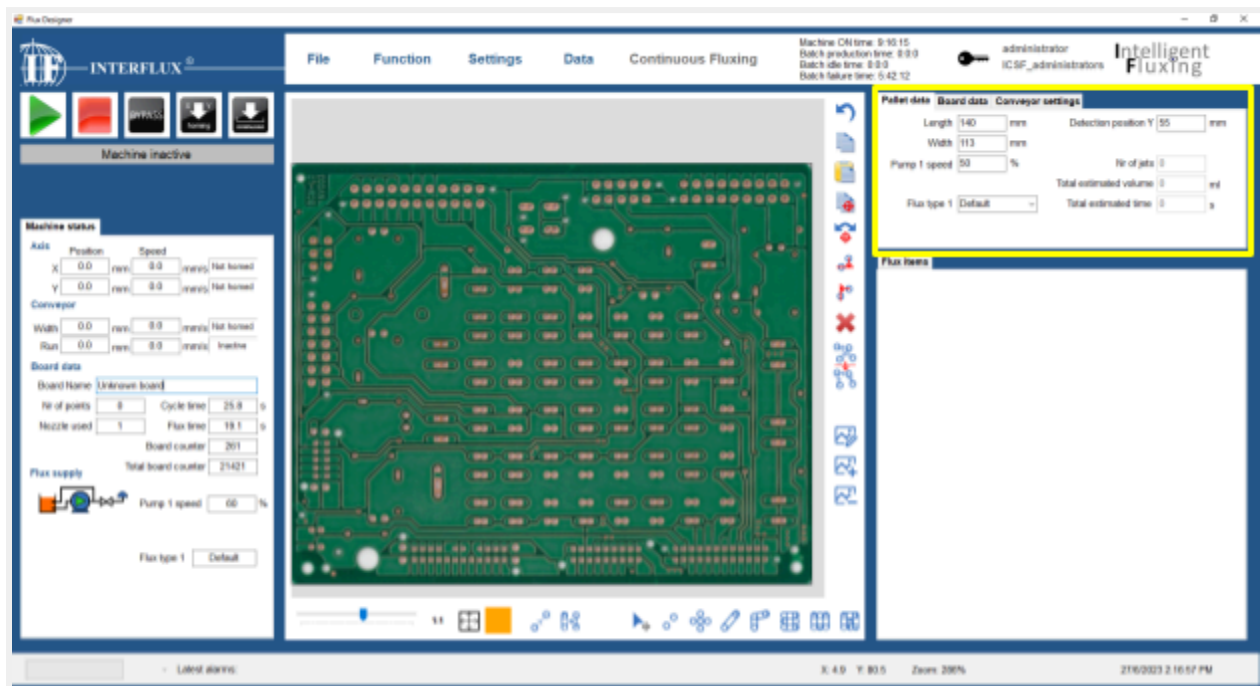 Flux Designer
INTERFLUX®
File Function Settings Data Continuous Fluxing
Machine ON time: 9:16:15
Batch production time: 0:0:0
Batch idle time: 0:0:0
Batch failure time: 5:42:12
administrator
ICSF_administrators
Intelligent
Fluxing
BYPASS
Machine inactive
Machine status
Axis Position Speed
X 0.0 mm 0.0 mm/s Not homed
Y 0.0 mm 0.0 mm/s Not homed
Conveyor
Width 0.0 mm 0.0 mm/s Not homed
Run 0.0 mm 0.0 mm/s Inactive
Board data
Board Name Unknown board
Nr of points 8 Cycle time 25.8 s
Nozzle used 1 Flux time 19.1 s
Board counter 261
Total board counter 21421
Flux supply
Pump 1 speed 60 %
Flux type 1 Default
1:1
Pallet data Board data Conveyor settings
Length 140 mm Detection position Y 55 mm
Width 113 mm
Pump 1 speed 50 % Nr of jets 0
Total estimated volume 0 ml
Flux type 1 Default Total estimated time 0 s
Flux items
Latest alarms:
X: 4.9 Y: 80.5 Zoom: 286% 27/6/2023 2:16:57 PM